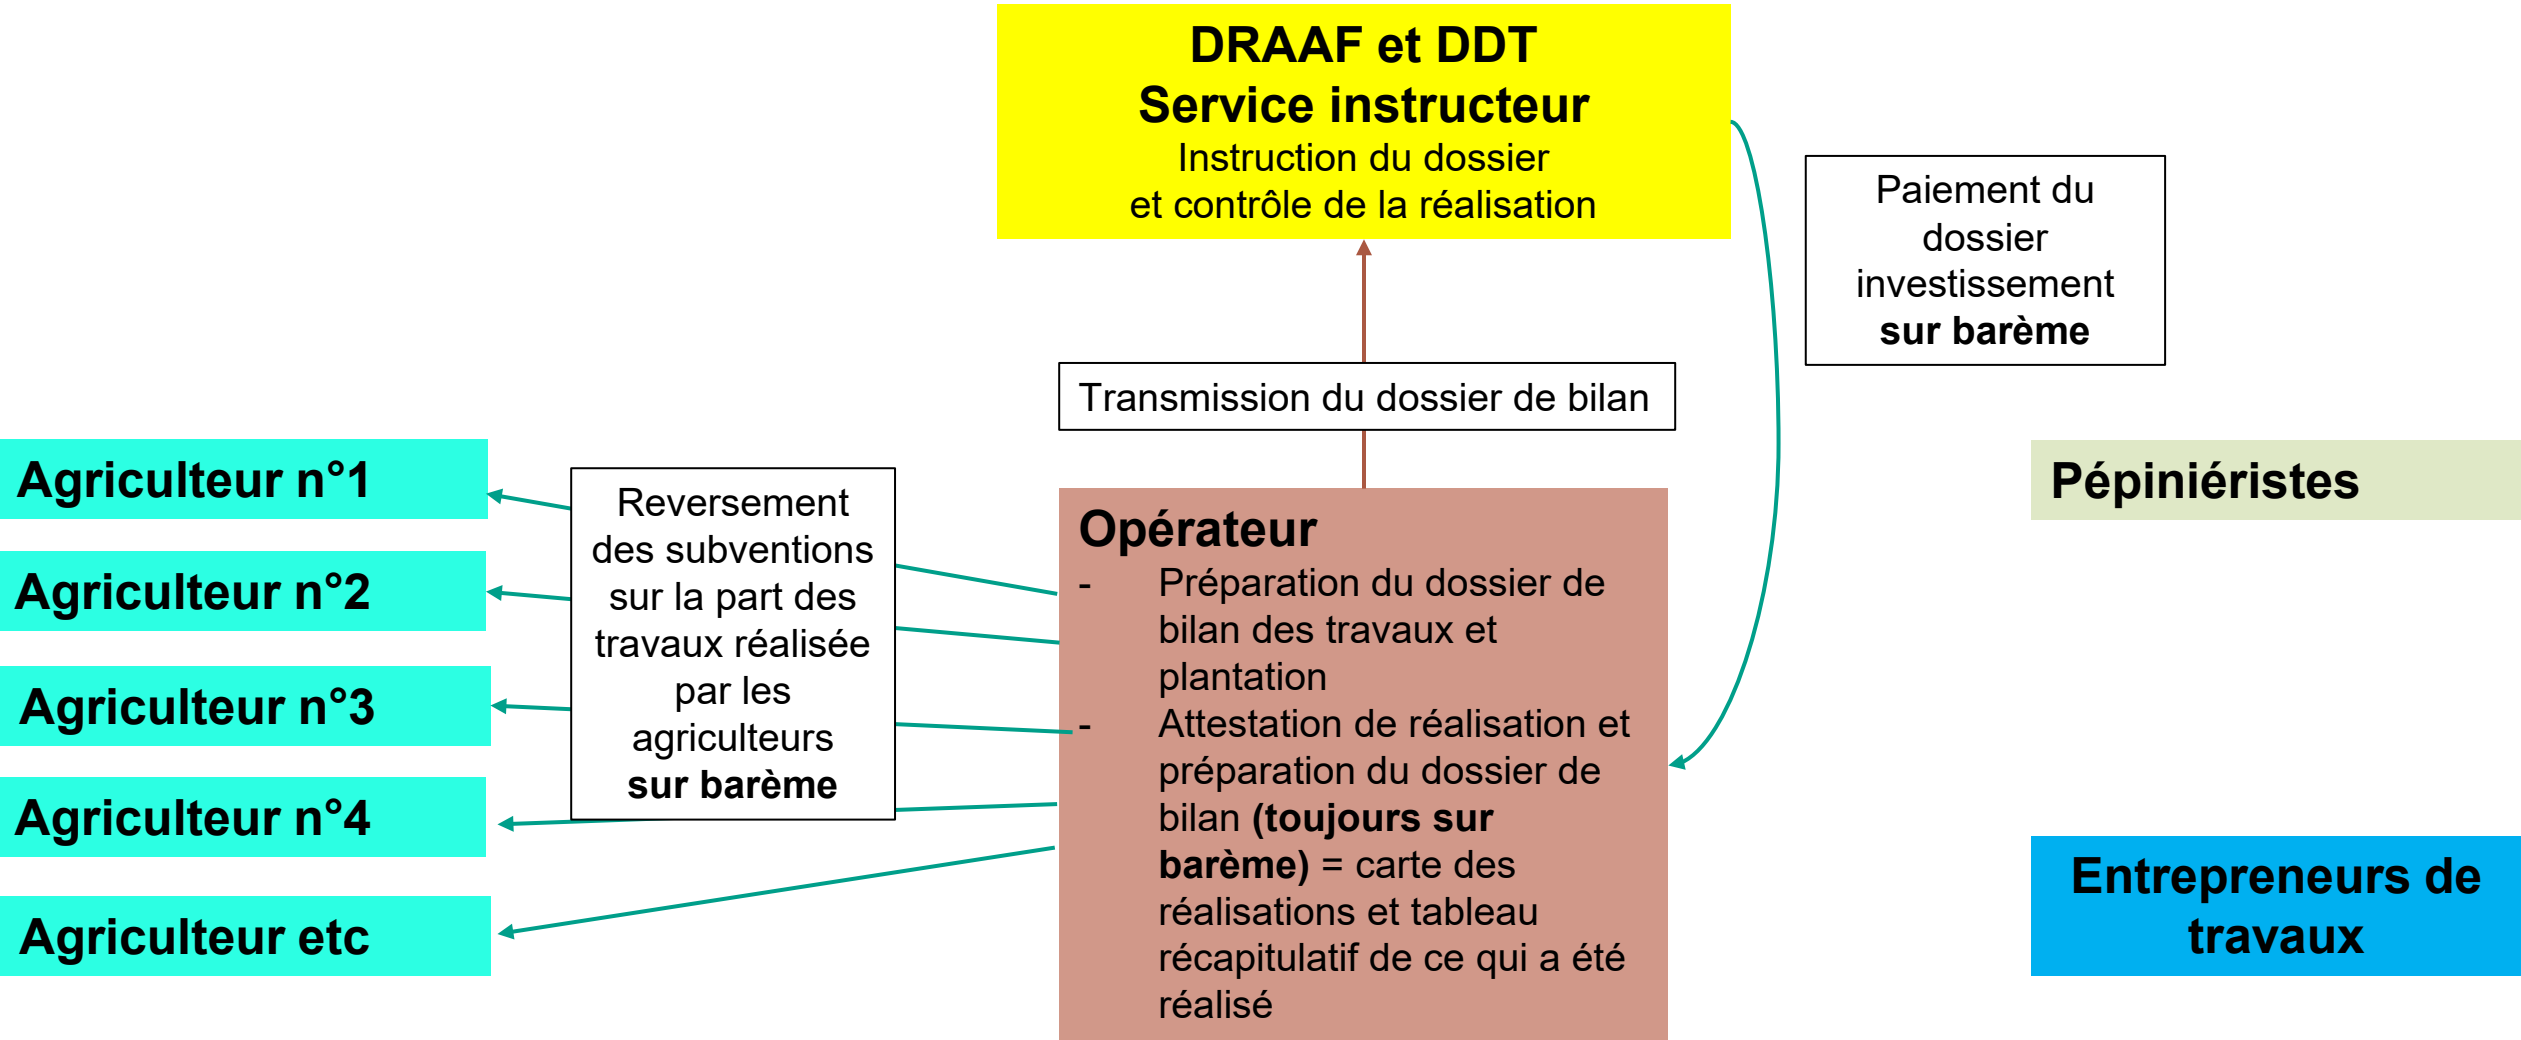 DRAAF et DDT
Service instructeur
Instruction du dossier
et contrôle de la réalisation
Paiement du
dossier
investissement
sur barème
Transmission du dossier de bilan
Agriculteur n°1
Agriculteur n°2
Agriculteur n°3
Agriculteur n°4
Agriculteur etc
Reversement
des subventions
sur la part des
travaux réalisée
par les
agriculteurs
sur barème
Opérateur
- Préparation du dossier de
bilan des travaux et
plantation
- Attestation de réalisation et
préparation du dossier de
bilan (toujours sur
barème) = carte des
réalisations et tableau
récapitulatif de ce qui a été
réalisé
Pépiniéristes
Entrepreneurs de
travaux